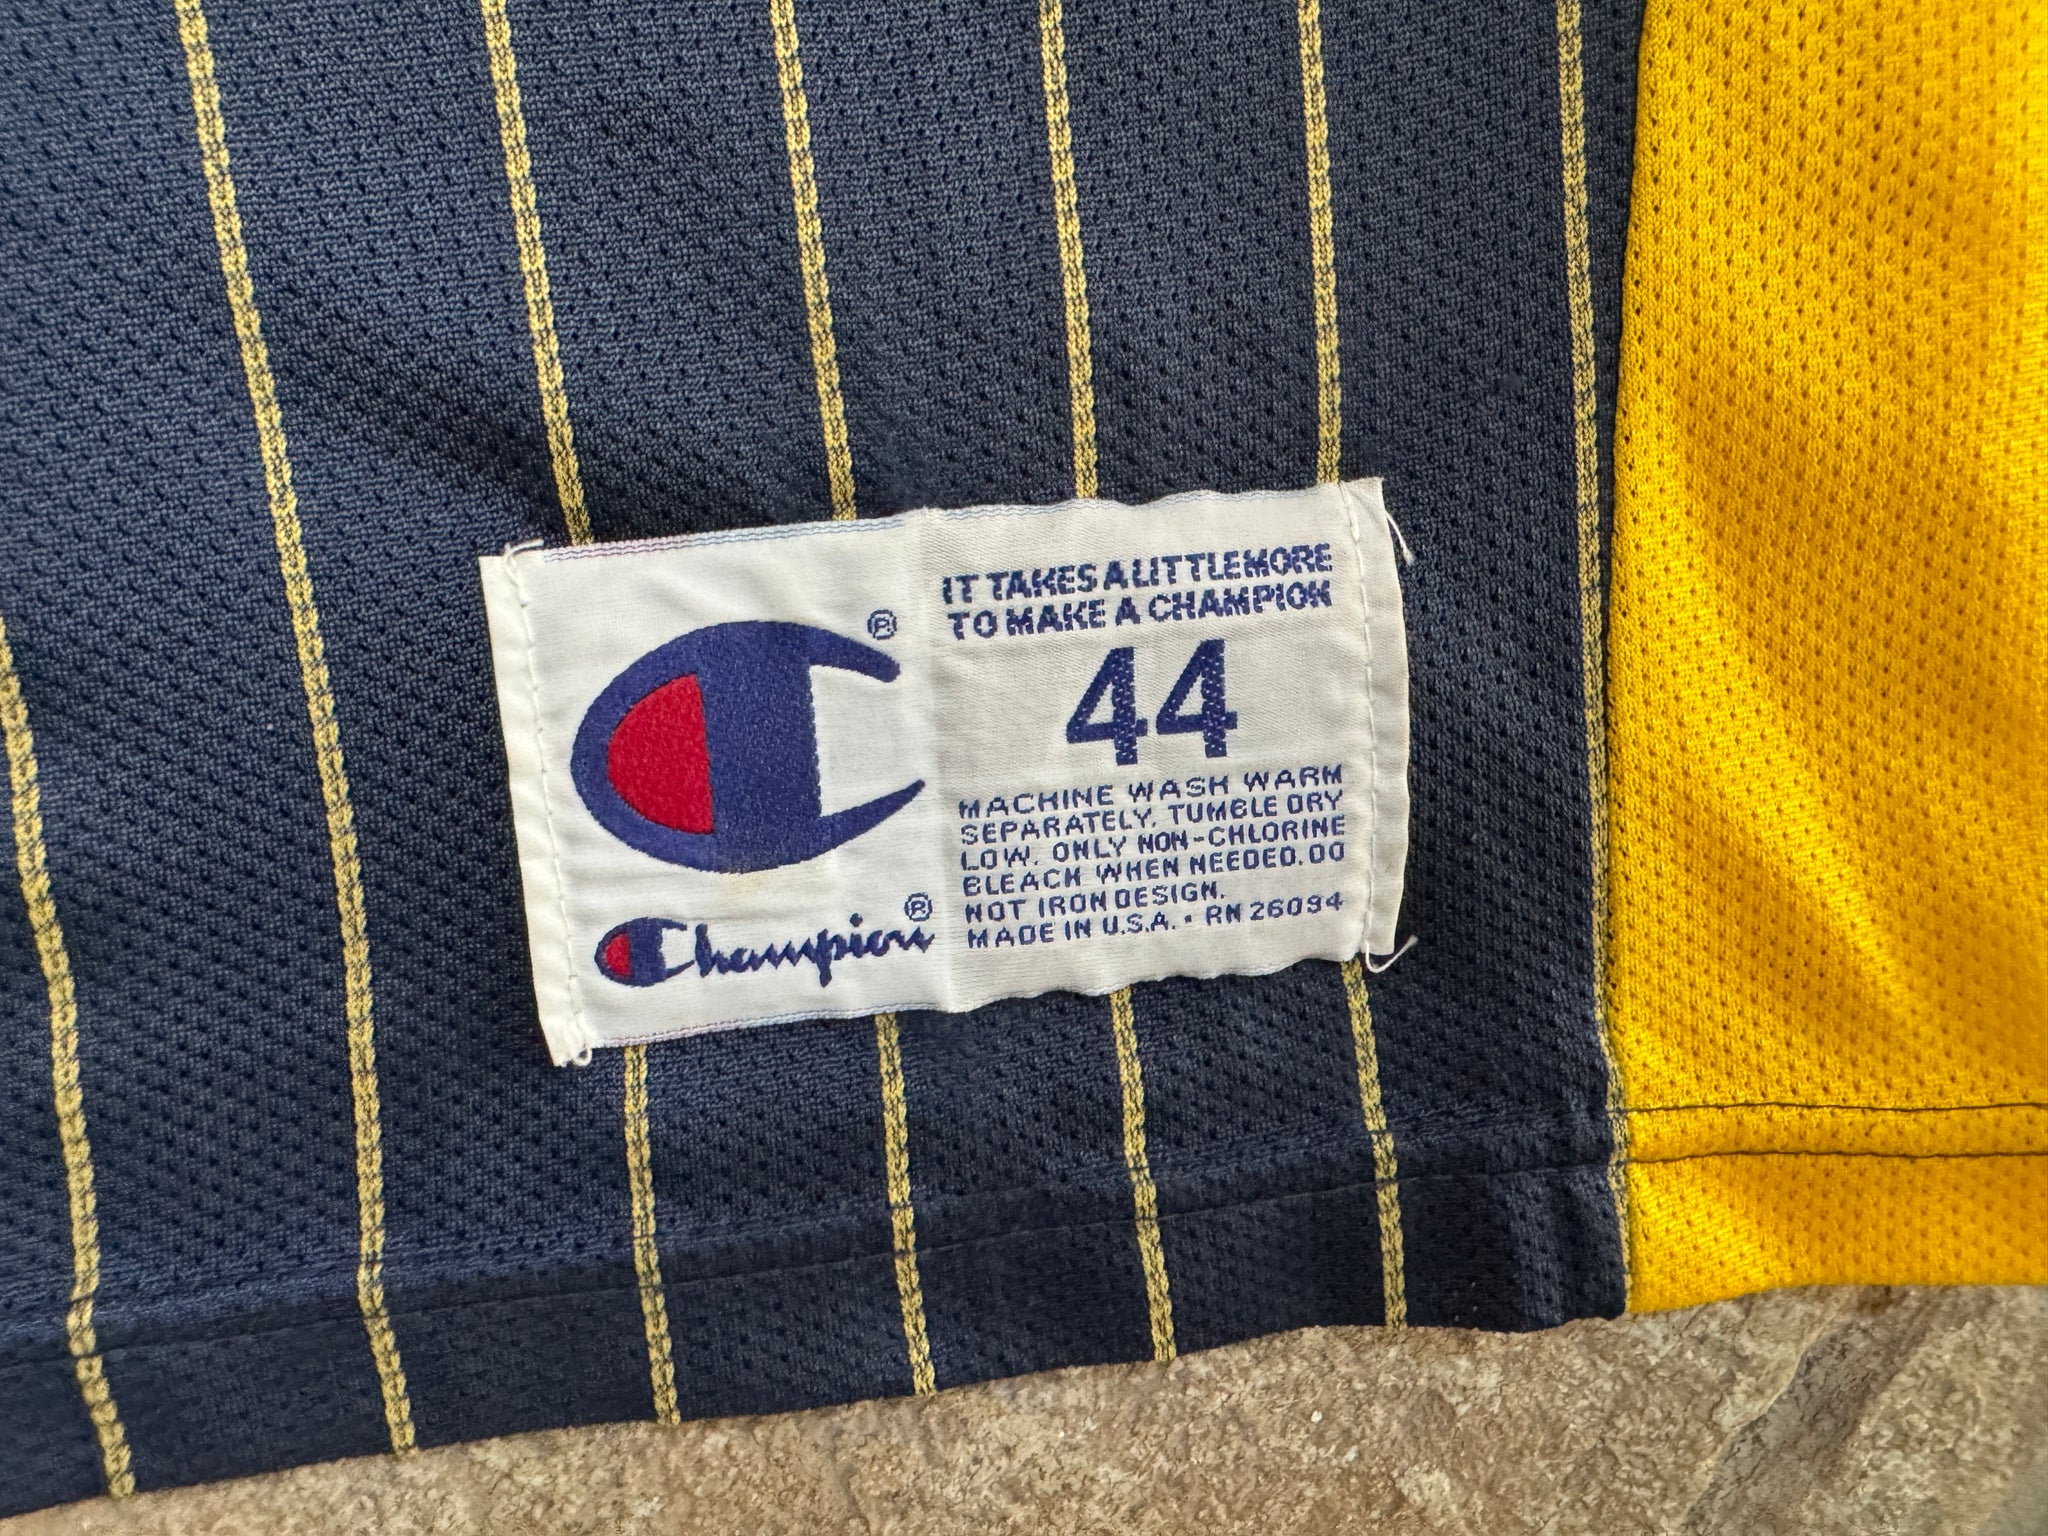 IT TAKES A LITTLE MORE
TO MAKE A CHAMPION
44
MACHINE WASH WARM
SEPARATELY. TUMBLE DRY
LOW. ONLY NON-CHLORINE
BLEACH WHEN NEEDED. DO
NOT IRON DESIGN.
MADE IN U.S.A. • RN 26094
®
Champion®